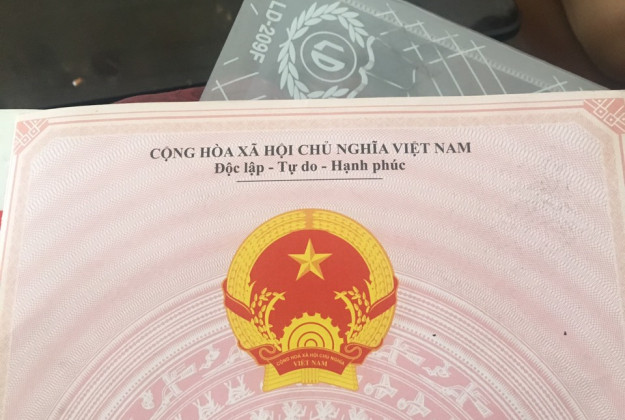 LD-209F
LD
CỘNG HÒA XÃ HỘI CHỦ NGHĨA VIỆT NAM
Độc lập - Tự do - Hạnh phúc
CỘNG HÒA XÃ HỘI CHỦ NGHĨA
VIỆT NAM